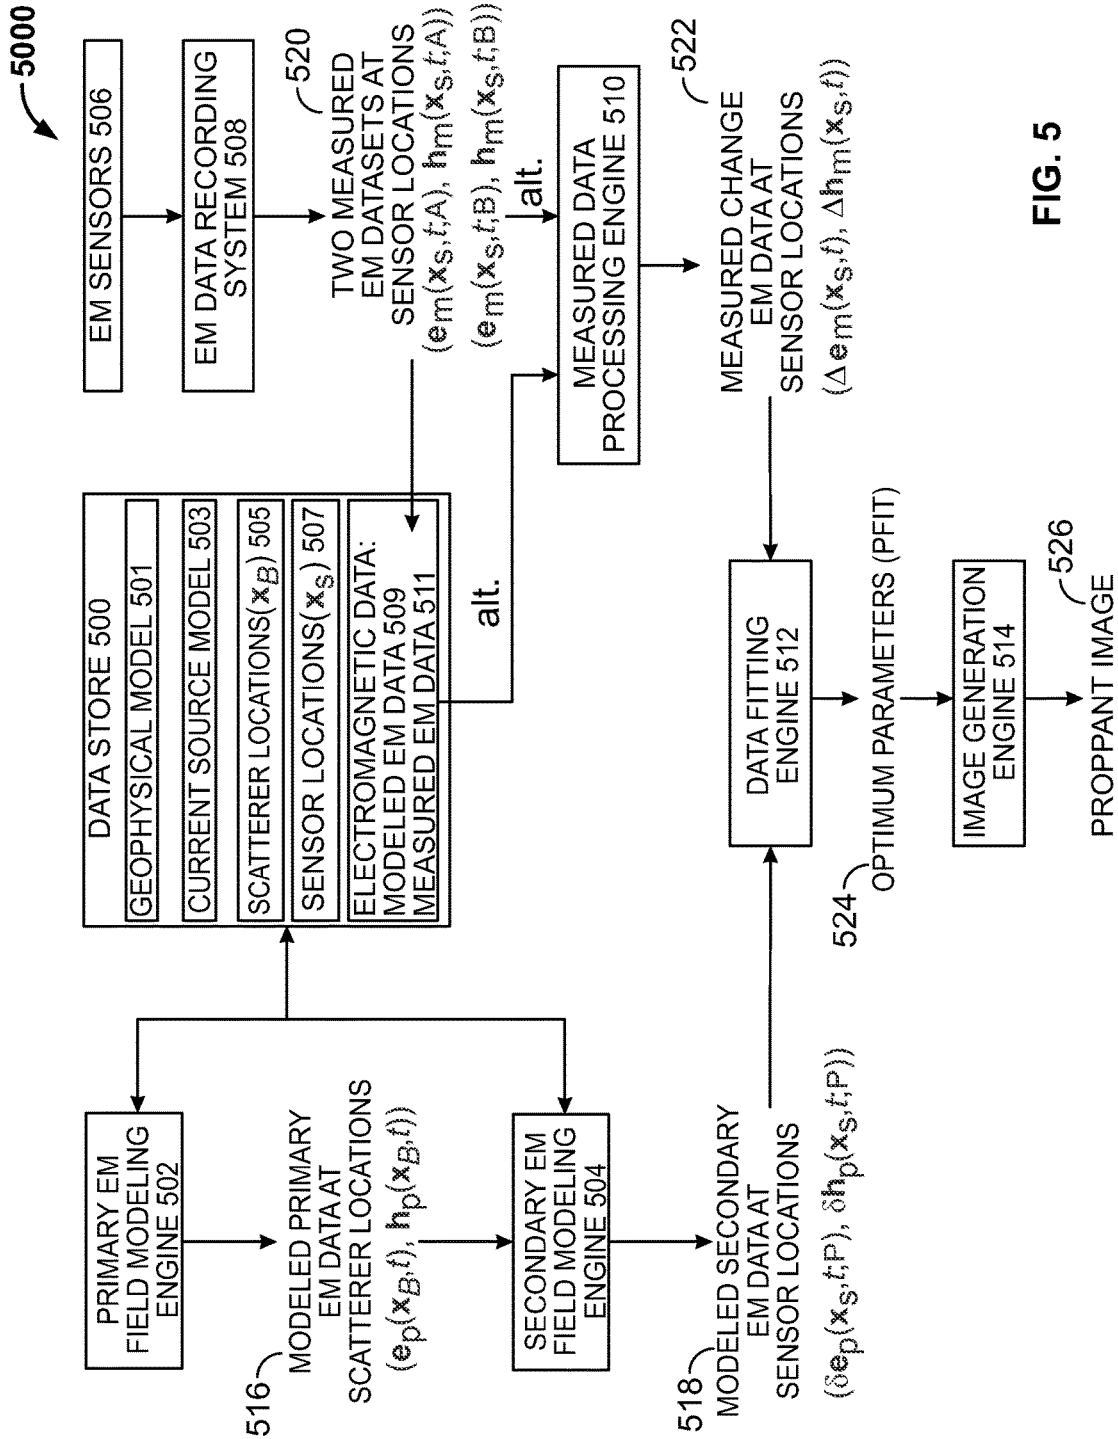 5000
PRIMARY EM
FIELD MODELING
ENGINE 502
516
MODELED PRIMARY
EM DATA AT
SCATTERER LOCATIONS
(ep(xB,t), hp(xB,t))
SECONDARY EM
FIELD MODELING
ENGINE 504
518
MODELED SECONDARY
EM DATA AT
SENSOR LOCATIONS
(δep(xs,t;P), δhp(xs,t;P))
DATA STORE 500
GEOPHYSICAL MODEL 501
CURRENT SOURCE MODEL 503
SCATTERER LOCATIONS(xB) 505
SENSOR LOCATIONS(xs) 507
ELECTROMAGNETIC DATA:
MODELED EM DATA 509
MEASURED EM DATA 511
alt.
EM SENSORS 506
EM DATA RECORDING
SYSTEM 508
520
TWO MEASURED
EM DATASETS AT
SENSOR LOCATIONS
(em(xs,t;A), hm(xs,t;A))
(em(xs,t;B), hm(xs,t;B))
alt.
MEASURED DATA
PROCESSING ENGINE 510
522
MEASURED CHANGE
EM DATA AT
SENSOR LOCATIONS
(Δem(xs,t), Δhm(xs,t))
DATA FITTING
ENGINE 512
524
OPTIMUM PARAMETERS (PFIT)
IMAGE GENERATION
ENGINE 514
526
PROPPANT IMAGE
FIG. 5